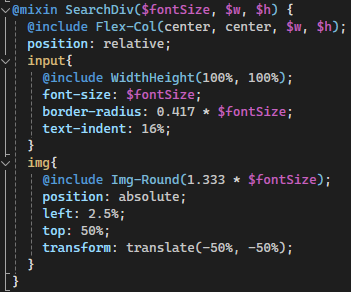 @mixin SearchDiv($fontSize, $w, $h) {
@include Flex-Col(center, center, $w, $h);
position: relative;
input{
@include WidthHeight(100%, 100%);
font-size: $fontSize;
border-radius: 0.417 * $fontSize;
text-indent: 16%;
}
img{
@include Img-Round(1.333 * $fontSize);
position: absolute;
left: 2.5%;
top: 50%;
transform: translate(-50%, -50%);
}
}